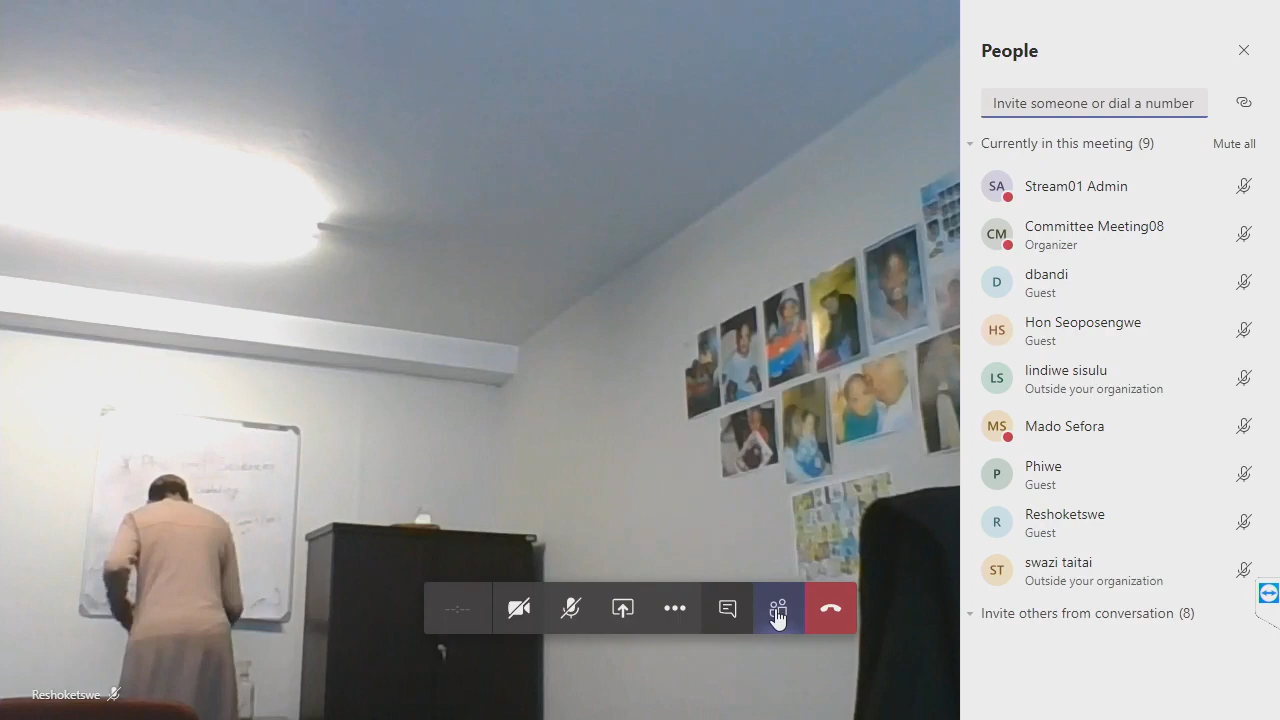 People
Invite someone or dial a number
Currently in this meeting (9)
Mute all
SA
Stream01 Admin
CM
Committee Meeting08
Organizer
D
dbandi
Guest
HS
Hon Seoposengwe
Guest
LS
lindiwe sisulu
Outside your organization
MS
Mado Sefora
P
Phiwe
Guest
R
Reshoketswe
Guest
ST
swazi taitai
Outside your organization
Invite others from conversation (8)
--:--
Reshoketswe